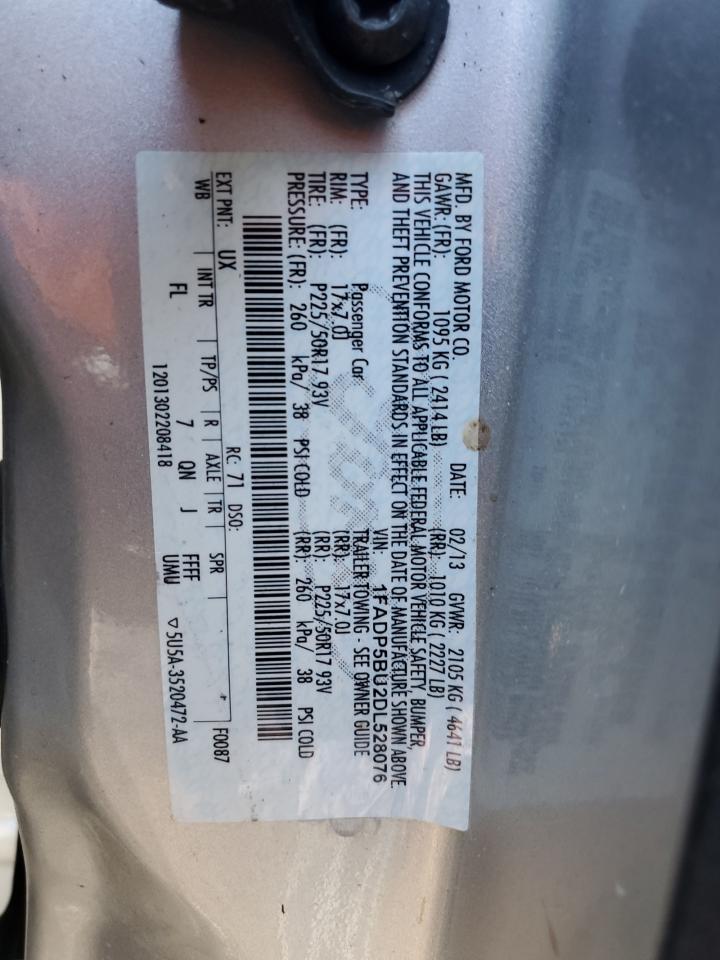 MFD. BY FORD MOTOR CO. DATE: 02/13 GVWR: 2105 KG ( 4641 LB)
GAWR: (FR): 1095 KG ( 2414 LB) (RR): 1010 KG ( 2227 LB)
THIS VEHICLE CONFORMS TO ALL APPLICABLE FEDERAL MOTOR VEHICLE SAFETY, BUMPER,
AND THEFT PREVENTION STANDARDS IN EFFECT ON THE DATE OF MANUFACTURE SHOWN ABOVE.
VIN: 1FADP5BU2DL528076
TYPE: Passenger Car TRAILER TOWING - SEE OWNER GUIDE
RIM: (FR): 17x7.0J (RR): 17x7.0J
TIRE: (FR): P225/50R17 93V (RR): P225/50R17 93V
PRESSURE: (FR): 260 kPa/ 38 PSI COLD (RR): 260 kPa/ 38 PSI COLD
RC: 71 DSO: F0087
EXT PNT: UX
WB INT TR TP/PS R AXLE TR SPR
FL 7 QN J FFFF
1201302208418 UMU ▽5U5A-3520472-AA